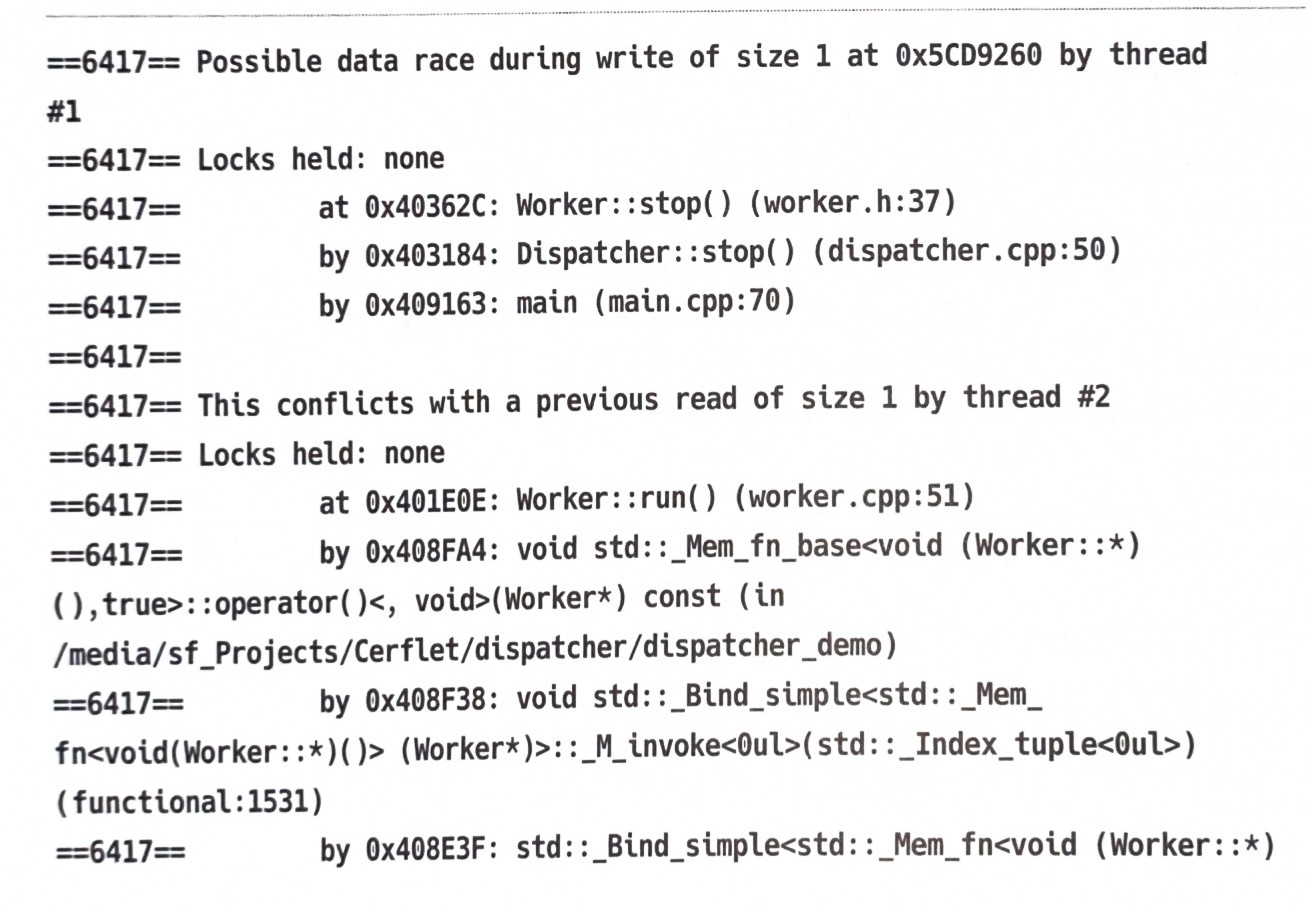 ==6417== Possible data race during write of size 1 at 0x5CD9260 by thread
#1
==6417== Locks held: none
==6417== at 0x40362C: Worker::stop() (worker.h:37)
==6417== by 0x403184: Dispatcher::stop() (dispatcher.cpp:50)
==6417== by 0x409163: main (main.cpp:70)
==6417==
==6417== This conflicts with a previous read of size 1 by thread #2
==6417== Locks held: none
==6417== at 0x401E0E: Worker::run() (worker.cpp:51)
==6417== by 0x408FA4: void std::_Mem_fn_base<void (Worker::*)
(),true>::operator()<, void>(Worker*) const (in
/media/sf_Projects/Cerflet/dispatcher/dispatcher_demo)
==6417== by 0x408F38: void std::_Bind_simple<std::_Mem_
fn<void(Worker::*)()> (Worker*)>::_M_invoke<0ul>(std::_Index_tuple<0ul>)
(functional:1531)
==6417== by 0x408E3F: std::_Bind_simple<std::_Mem_fn<void (Worker::*)